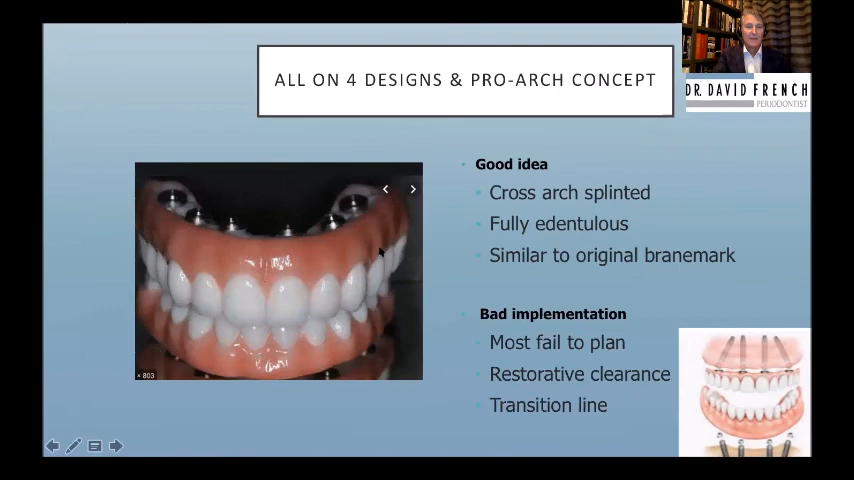 ALL ON 4 DESIGNS & PRO-ARCH CONCEPT
DR. DAVID FRENCH
PERIODONTIST
Good idea
Cross arch splinted
Fully edentulous
Similar to original branemark
Bad implementation
Most fail to plan
Restorative clearance
Transition line
× 803